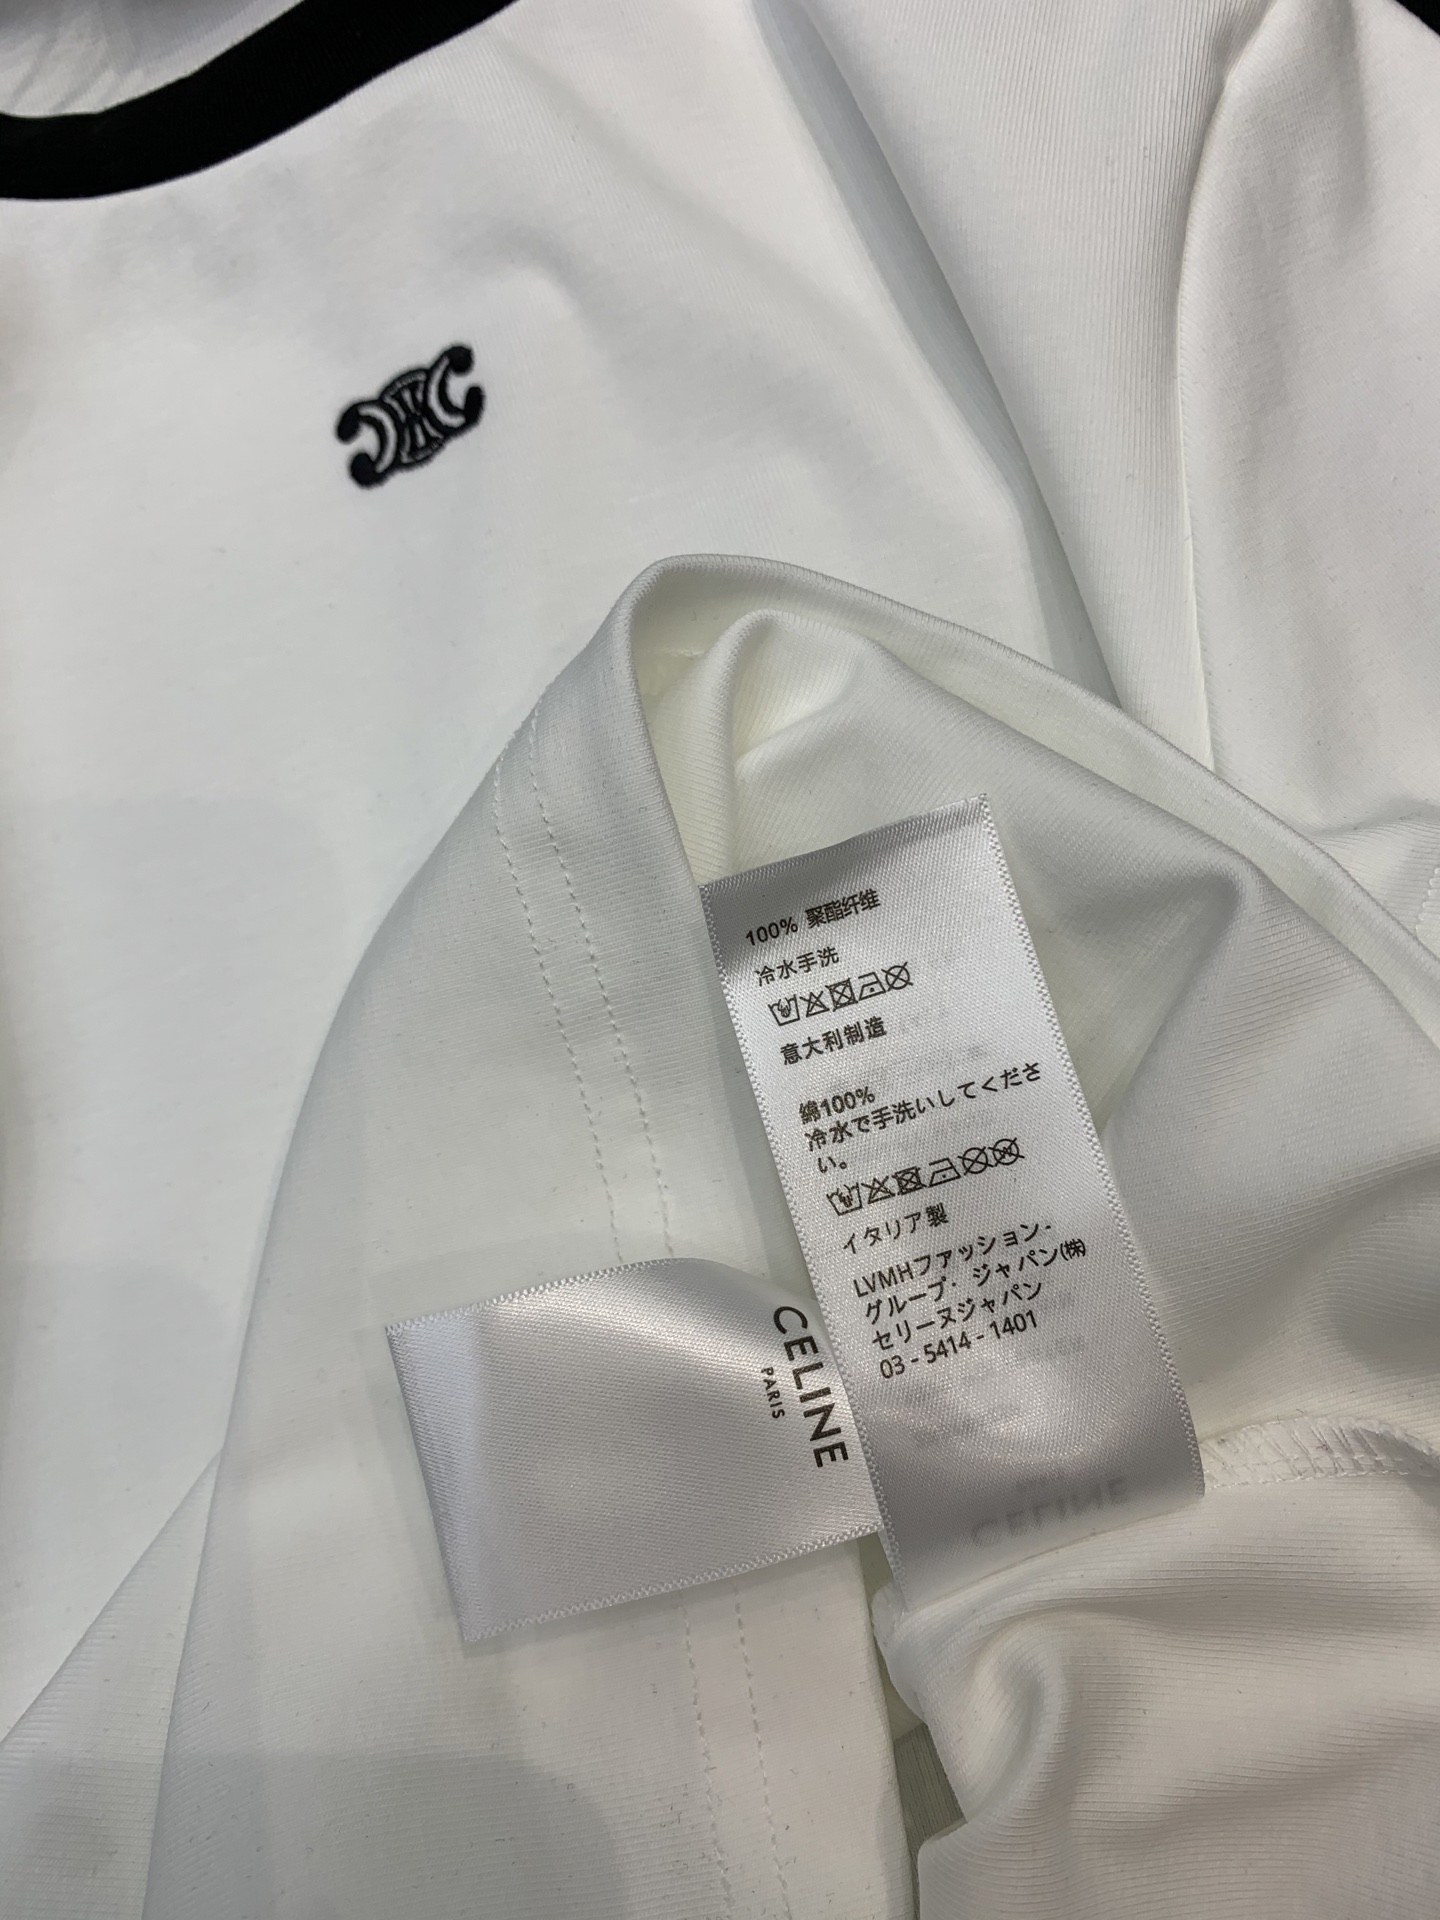 100% 聚酯纤维
冷水手洗
意大利制造
綿100%
冷水で手洗いしてくださ
い。
イタリア製
LVMHファッション.
グループ・ジャパン(株)
セリーヌジャパン
03 - 5414 - 1401
CELINE
PARIS
CELINE